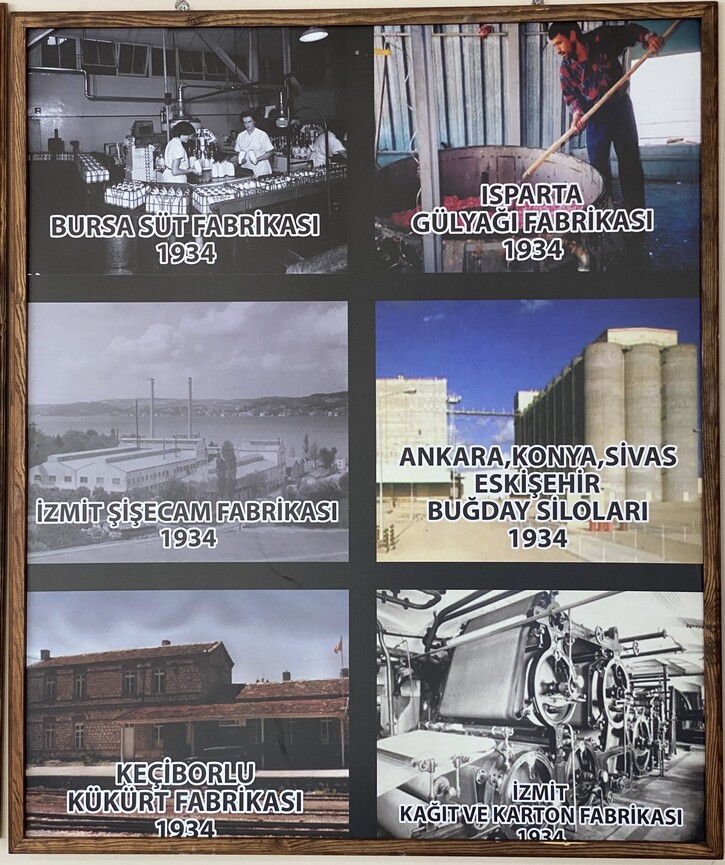 BURSA SÜT FABRİKASI
1934
ISPARTA
GÜLYAĞI FABRİKASI
1934
İZMİT ŞİŞECAM FABRİKASI
1934
ANKARA,KONYA,SİVAS
ESKİŞEHİR
BUĞDAY SİLOLARI
1934
KEÇİBORLU
KÜKÜRT FABRİKASI
1934
İZMİT
KAĞIT VE KARTON FABRİKASI
1934